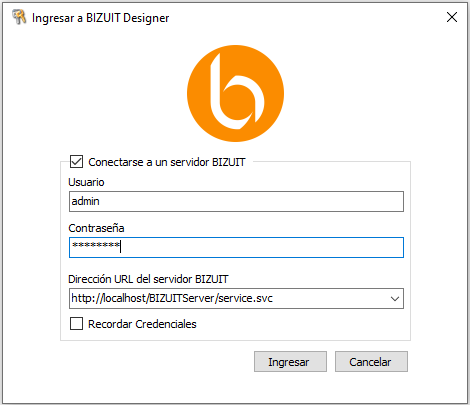 Ingresar a BIZUIT Designer
Conectarse a un servidor BIZUIT
Usuario
admin
Contraseña
********
Dirección URL del servidor BIZUIT
http://localhost/BIZUITServer/service.svc
Recordar Credenciales
Ingresar Cancelar